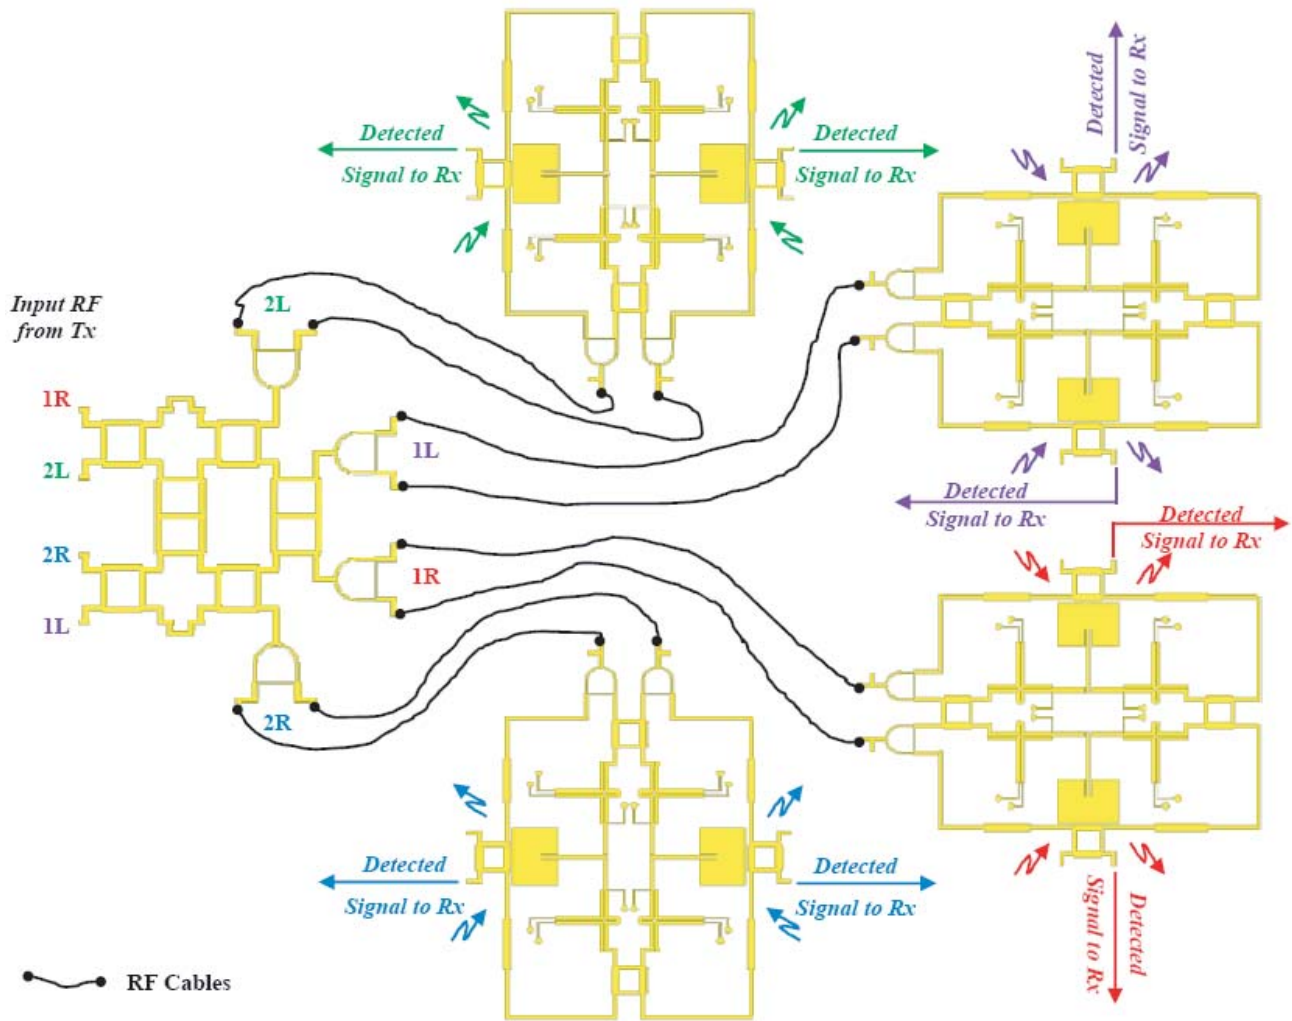 Detected
Signal to Rx
Detected
Signal to Rx
Detected
Signal to Rx
Input RF
from Tx
2L
1R
2L
2R
1L
1L
1R
2R
Detected
Signal to Rx
Detected
Signal to Rx
Detected
Signal to Rx
Detected
Signal to Rx
Detected
Signal to Rx
RF Cables